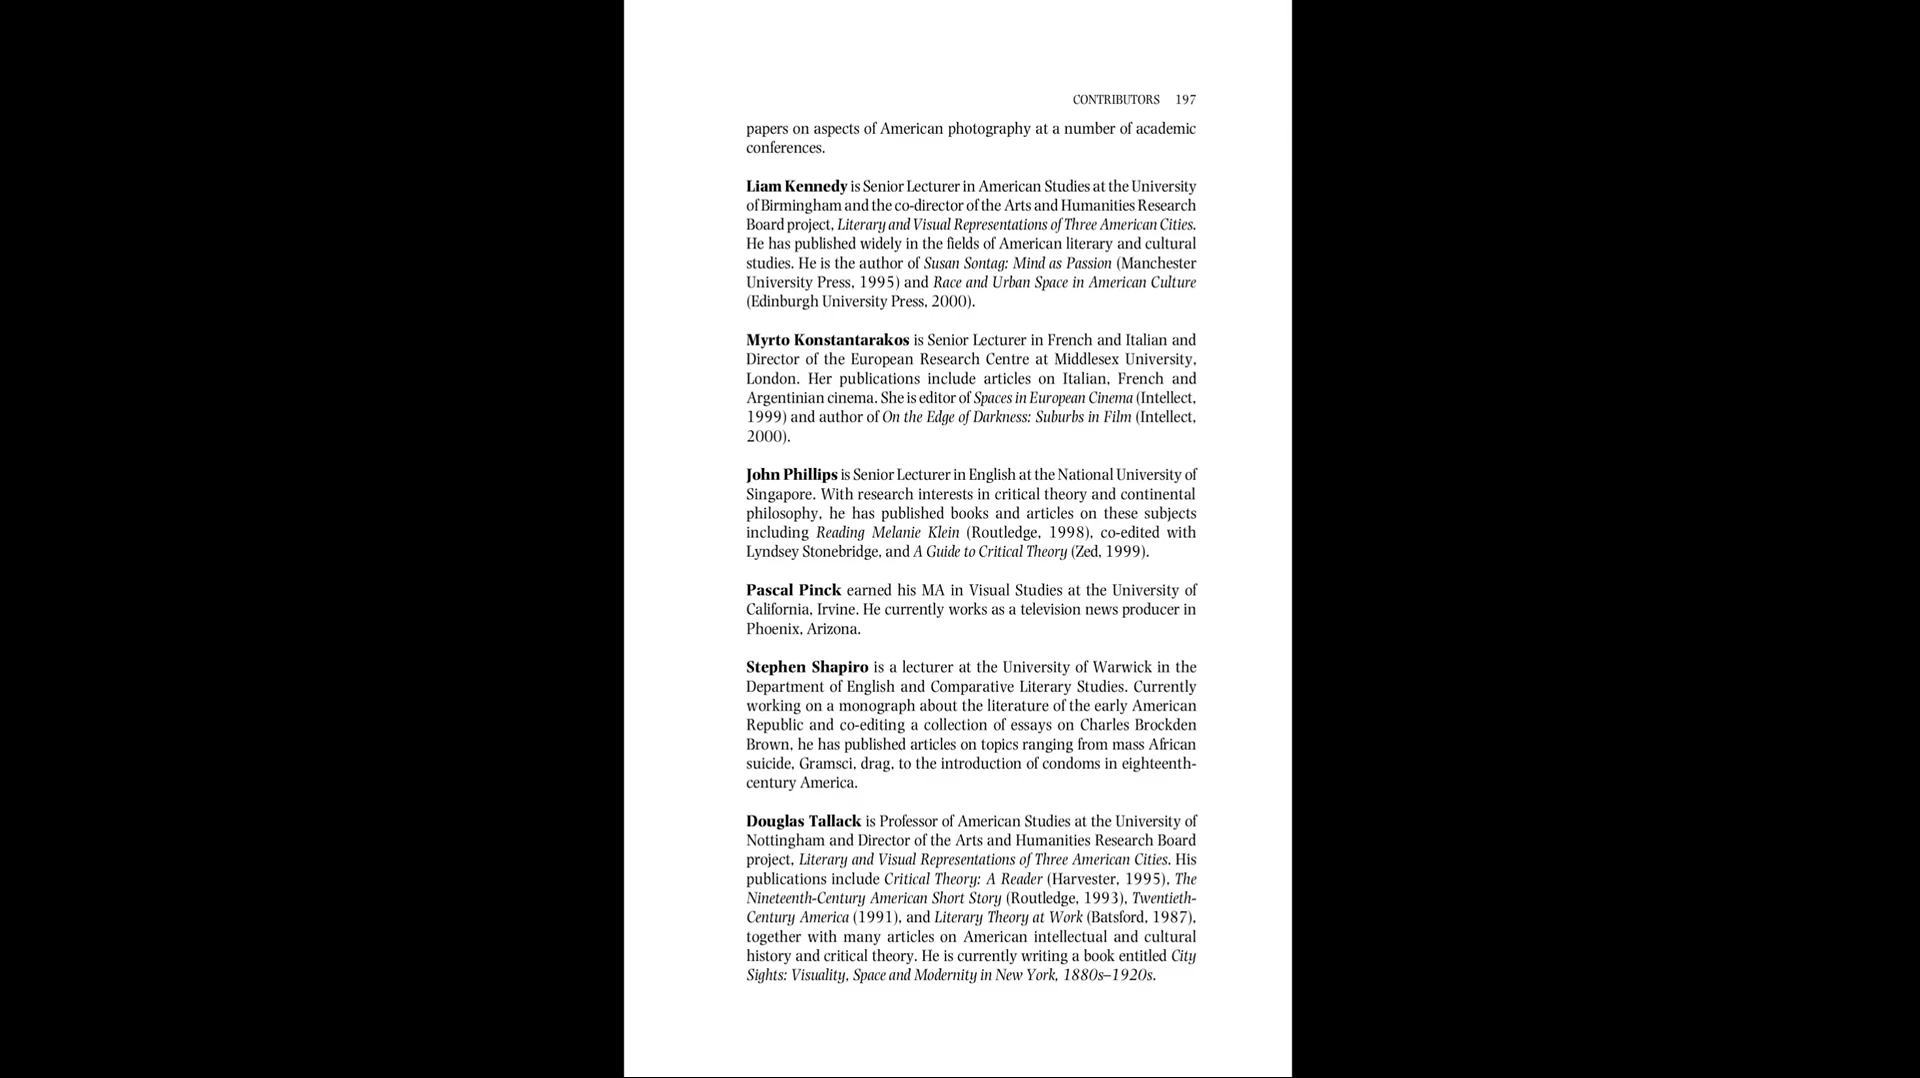 CONTRIBUTORS 197
papers on aspects of American photography at a number of academic
conferences.
Liam Kennedy is Senior Lecturer in American Studies at the University
of Birmingham and the co-director of the Arts and Humanities Research
Board project, Literary and Visual Representations of Three American Cities.
He has published widely in the fields of American literary and cultural
studies. He is the author of Susan Sontag: Mind as Passion (Manchester
University Press, 1995) and Race and Urban Space in American Culture
(Edinburgh University Press, 2000).
Myrto Konstantarakos is Senior Lecturer in French and Italian and
Director of the European Research Centre at Middlesex University,
London. Her publications include articles on Italian, French and
Argentinian cinema. She is editor of Spaces in European Cinema (Intellect,
1999) and author of On the Edge of Darkness: Suburbs in Film (Intellect,
2000).
John Phillips is Senior Lecturer in English at the National University of
Singapore. With research interests in critical theory and continental
philosophy, he has published books and articles on these subjects
including Reading Melanie Klein (Routledge, 1998), co-edited with
Lyndsey Stonebridge, and A Guide to Critical Theory (Zed, 1999).
Pascal Pinck earned his MA in Visual Studies at the University of
California, Irvine. He currently works as a television news producer in
Phoenix, Arizona.
Stephen Shapiro is a lecturer at the University of Warwick in the
Department of English and Comparative Literary Studies. Currently
working on a monograph about the literature of the early American
Republic and co-editing a collection of essays on Charles Brockden
Brown, he has published articles on topics ranging from mass African
suicide, Gramsci, drag, to the introduction of condoms in eighteenth-
century America.
Douglas Tallack is Professor of American Studies at the University of
Nottingham and Director of the Arts and Humanities Research Board
project, Literary and Visual Representations of Three American Cities. His
publications include Critical Theory: A Reader (Harvester, 1995), The
Nineteenth-Century American Short Story (Routledge, 1993), Twentieth-
Century America (1991), and Literary Theory at Work (Batsford, 1987),
together with many articles on American intellectual and cultural
history and critical theory. He is currently writing a book entitled City
Sights: Visuality, Space and Modernity in New York, 1880s–1920s.